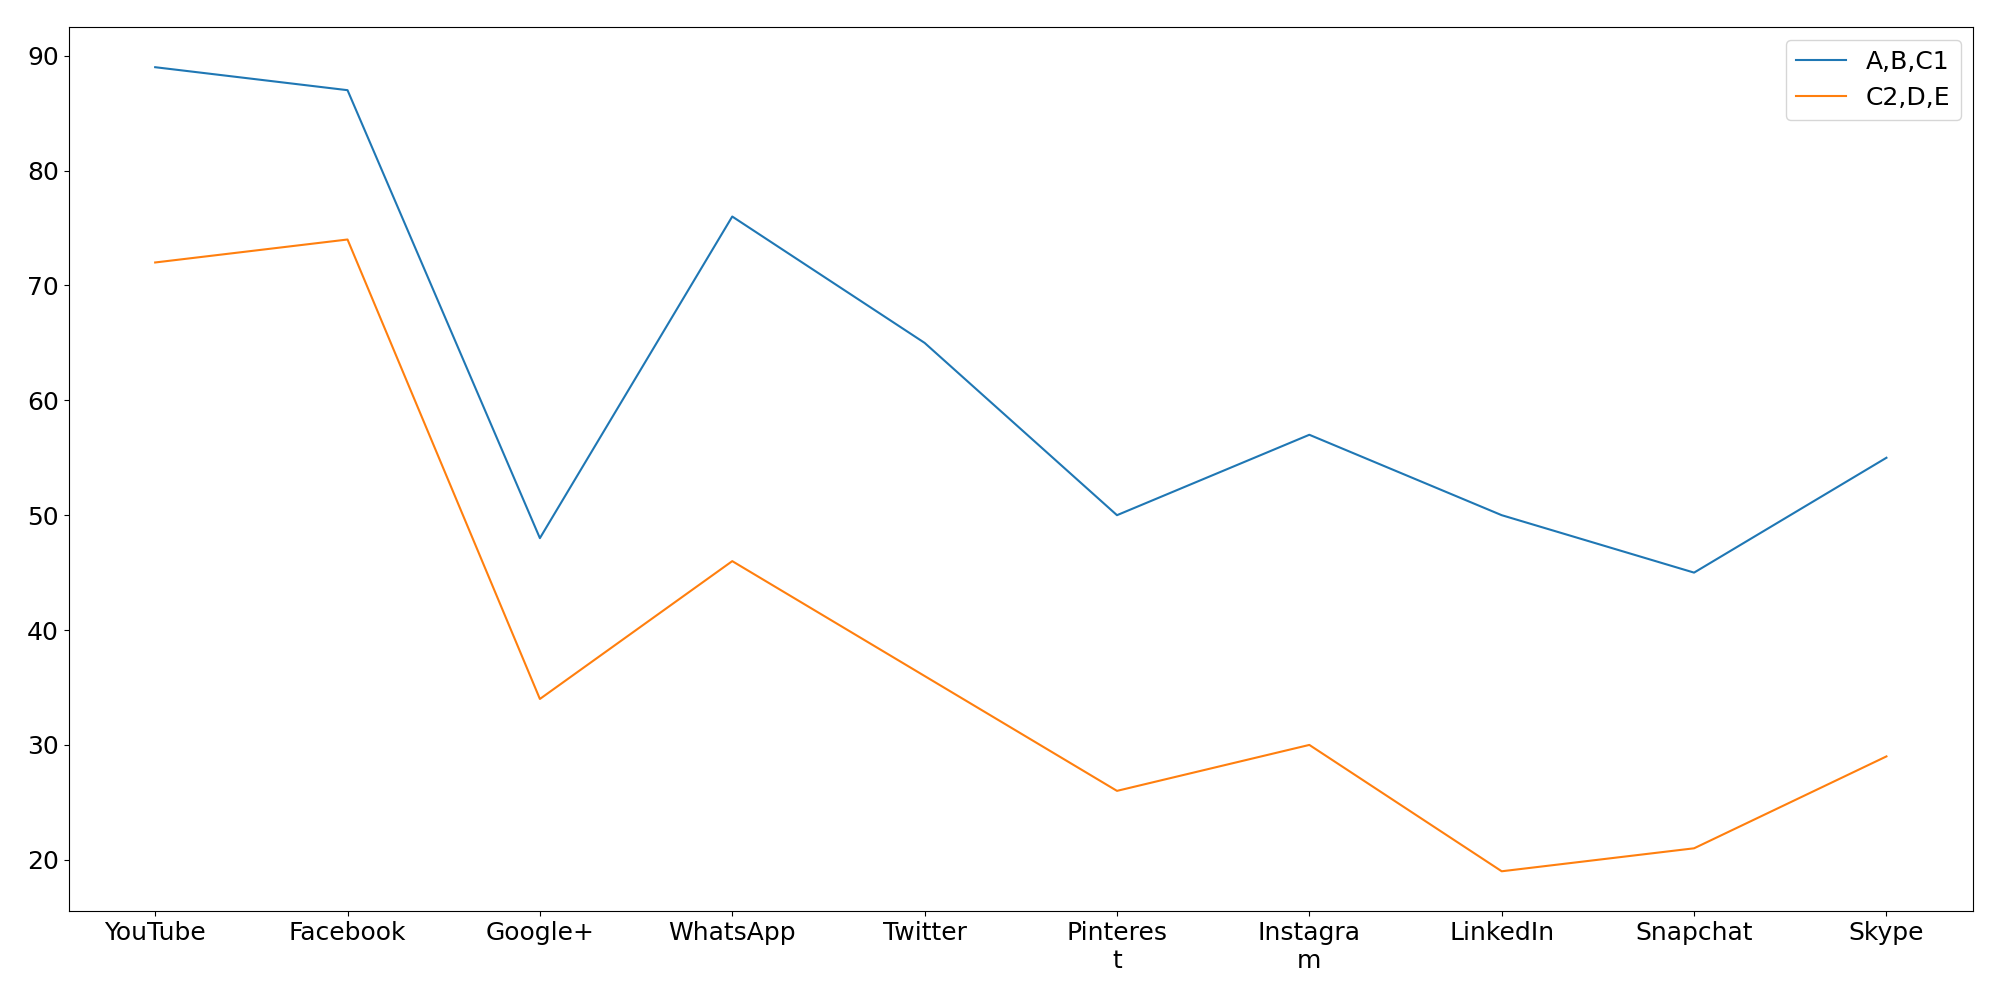 90
80
70
60
50
40
30
20
A,B,C1
C2,D,E
YouTube
Facebook
Google+
WhatsApp
Twitter
Pinteres
t
Instagra
m
LinkedIn
Snapchat
Skype